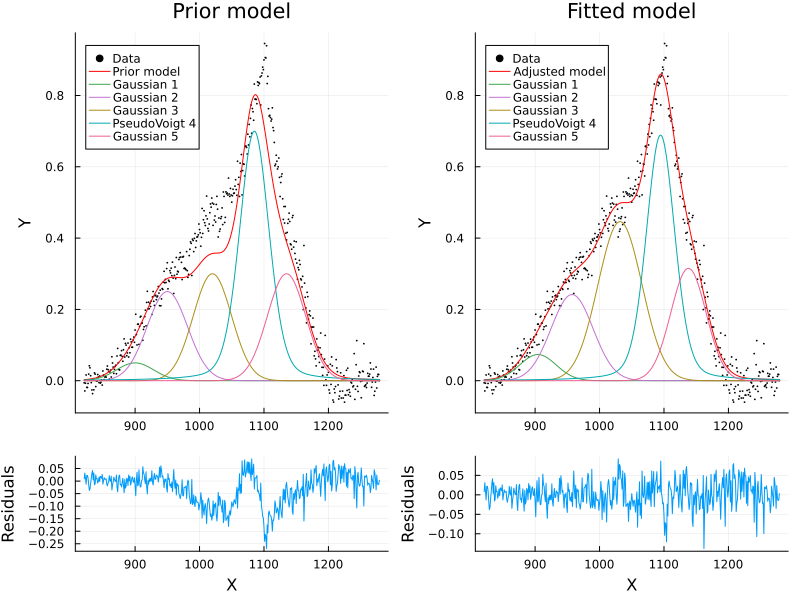 Prior model
Y
0.8
0.6
0.4
0.2
0.0
Data
Prior model
Gaussian 1
Gaussian 2
Gaussian 3
PseudoVoigt 4
Gaussian 5
900
1000
1100
1200
Residuals
0.05
0.00
−0.05
−0.10
−0.15
−0.20
−0.25
900
1000
1100
1200
X
Fitted model
Y
0.8
0.6
0.4
0.2
0.0
Data
Adjusted model
Gaussian 1
Gaussian 2
Gaussian 3
PseudoVoigt 4
Gaussian 5
900
1000
1100
1200
Residuals
0.05
0.00
−0.05
−0.10
900
1000
1100
1200
X